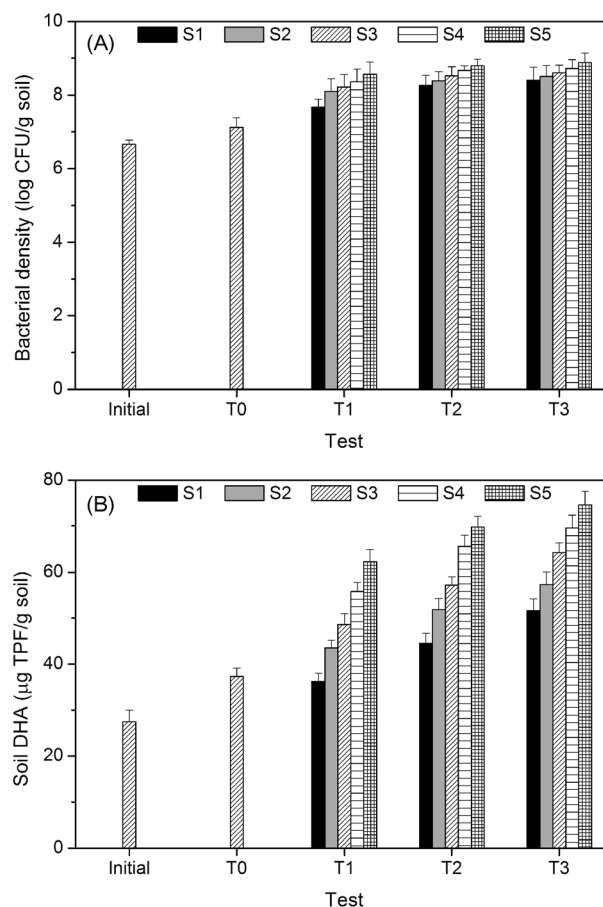 (A) S1 S2 S3 S4 S5
Bacterial density (log CFU/g soil)
10
8
6
4
2
0
Initial T0 T1 T2 T3
Test
(B) S1 S2 S3 S4 S5
Soil DHA (μg TPF/g soil)
80
60
40
20
0
Initial T0 T1 T2 T3
Test